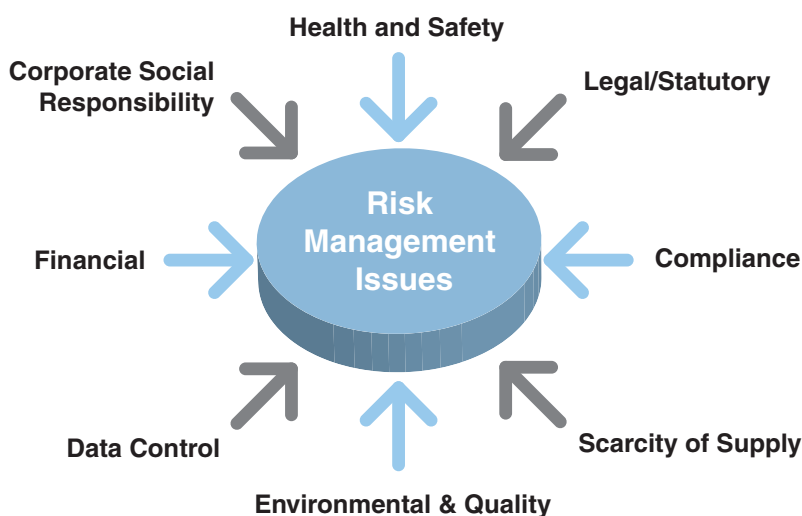 Health and Safety
Corporate Social
Responsibility
Legal/Statutory
Risk
Management
Issues
Financial
Compliance
Data Control
Scarcity of Supply
Environmental & Quality